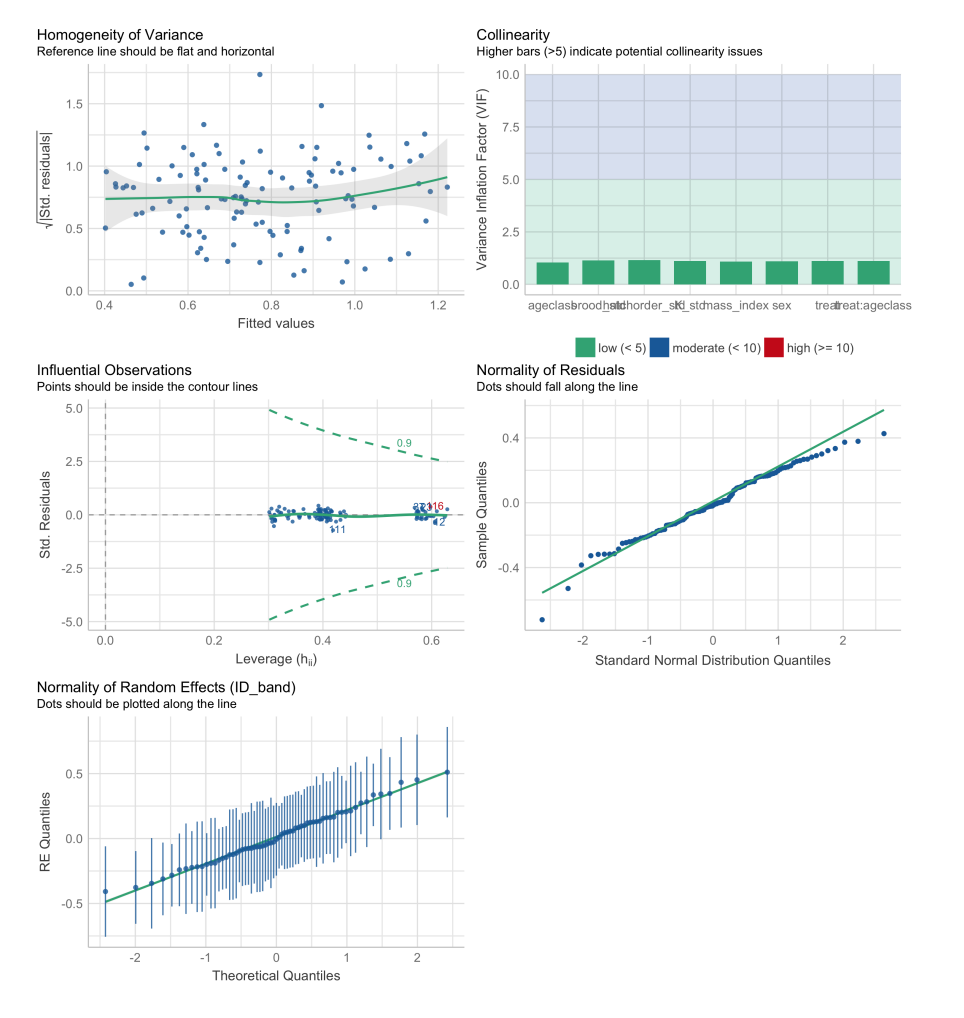 Homogeneity of Variance
Reference line should be flat and horizontal
1.5
1.0
0.5
0.0
√|Std. residuals|
0.4 0.6 0.8 1.0 1.2
Fitted values
Collinearity
Higher bars (>5) indicate potential collinearity issues
10.0
7.5
5.0
2.5
0.0
Variance Inflation Factor (VIF)
mass_index sex treat treat:ageclass
low (< 5) moderate (< 10) high (>= 10)
Influential Observations
Points should be inside the contour lines
5.0
2.5
0.0
-2.5
-5.0
Std. Residuals
0.9
111
12
116
0.9
0.0 0.2 0.4 0.6
Leverage (hii)
Normality of Residuals
Dots should fall along the line
0.4
0.0
-0.4
Sample Quantiles
-2 -1 0 1 2
Standard Normal Distribution Quantiles
Normality of Random Effects (ID_band)
Dots should be plotted along the line
0.5
0.0
-0.5
RE Quantiles
-2 -1 0 1 2
Theoretical Quantiles